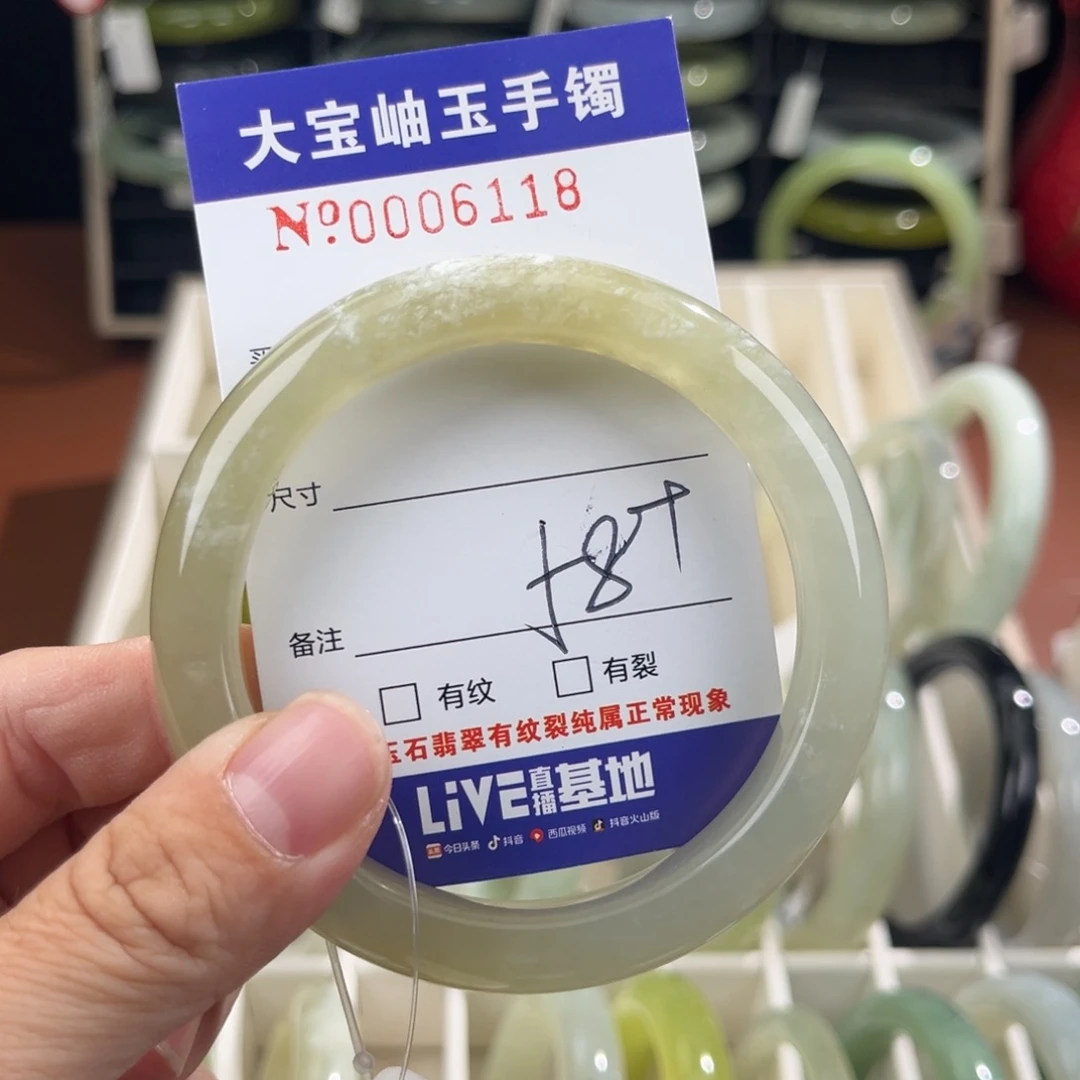 大宝岫玉手镯
Nº0006118
尺寸
备注
□ 有纹 □ 有裂
玉石翡翠有纹裂纯属正常现象
LiVE直播基地
头条 今日头条 抖音 西瓜视频 抖音火山版